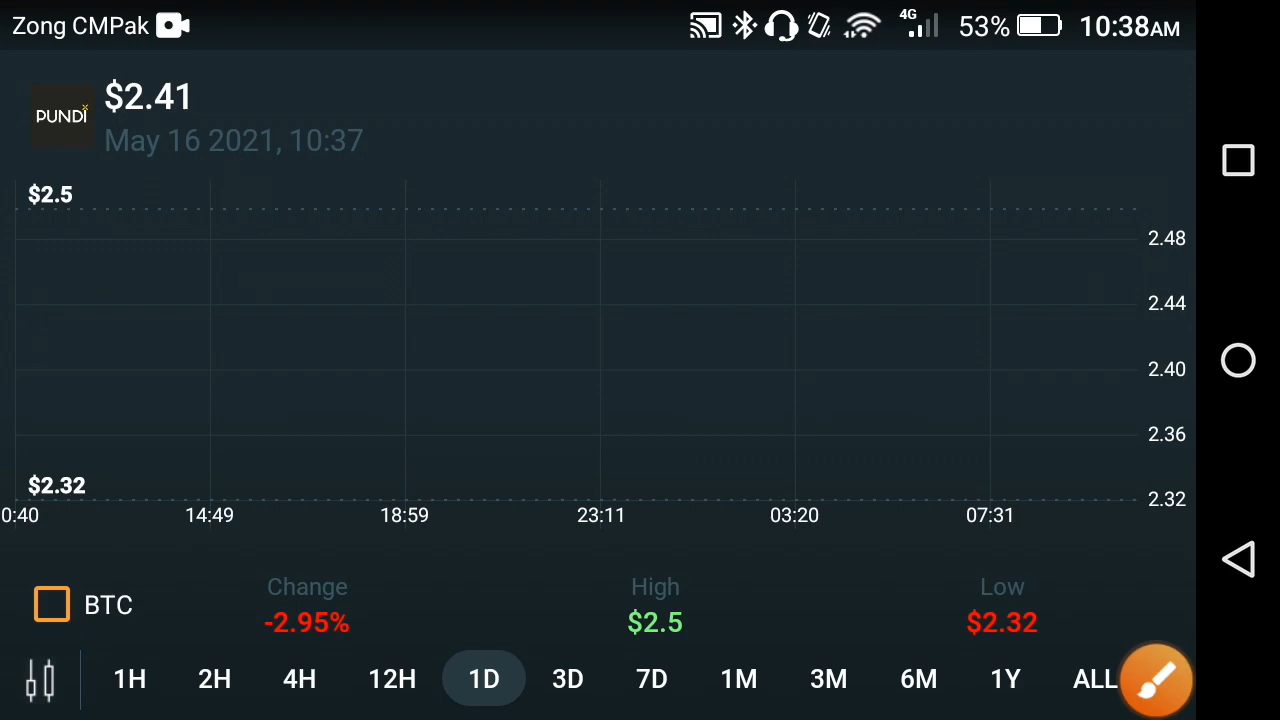 Zong CMPak 4G 53% 10:38AM
PUNDI X $2.41
May 16 2021, 10:37
$2.5
2.48
2.44
2.40
2.36
$2.32
2.32
0:40 14:49 18:59 23:11 03:20 07:31
Change High Low
BTC -2.95% $2.5 $2.32
1H 2H 4H 12H 1D 3D 7D 1M 3M 6M 1Y ALL